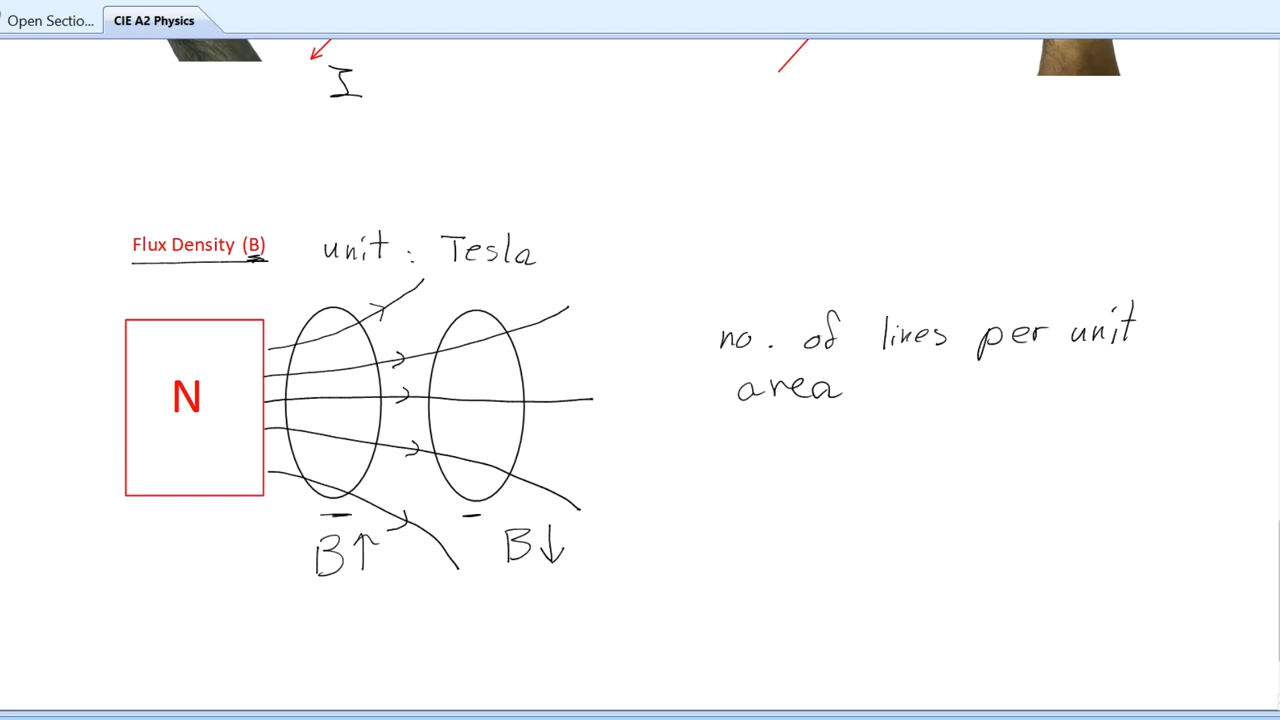 Open Sectio...
CIE A2 Physics
I
Flux Density (B)
unit : Tesla
N
no. of lines per unit
area
B↑
B↓